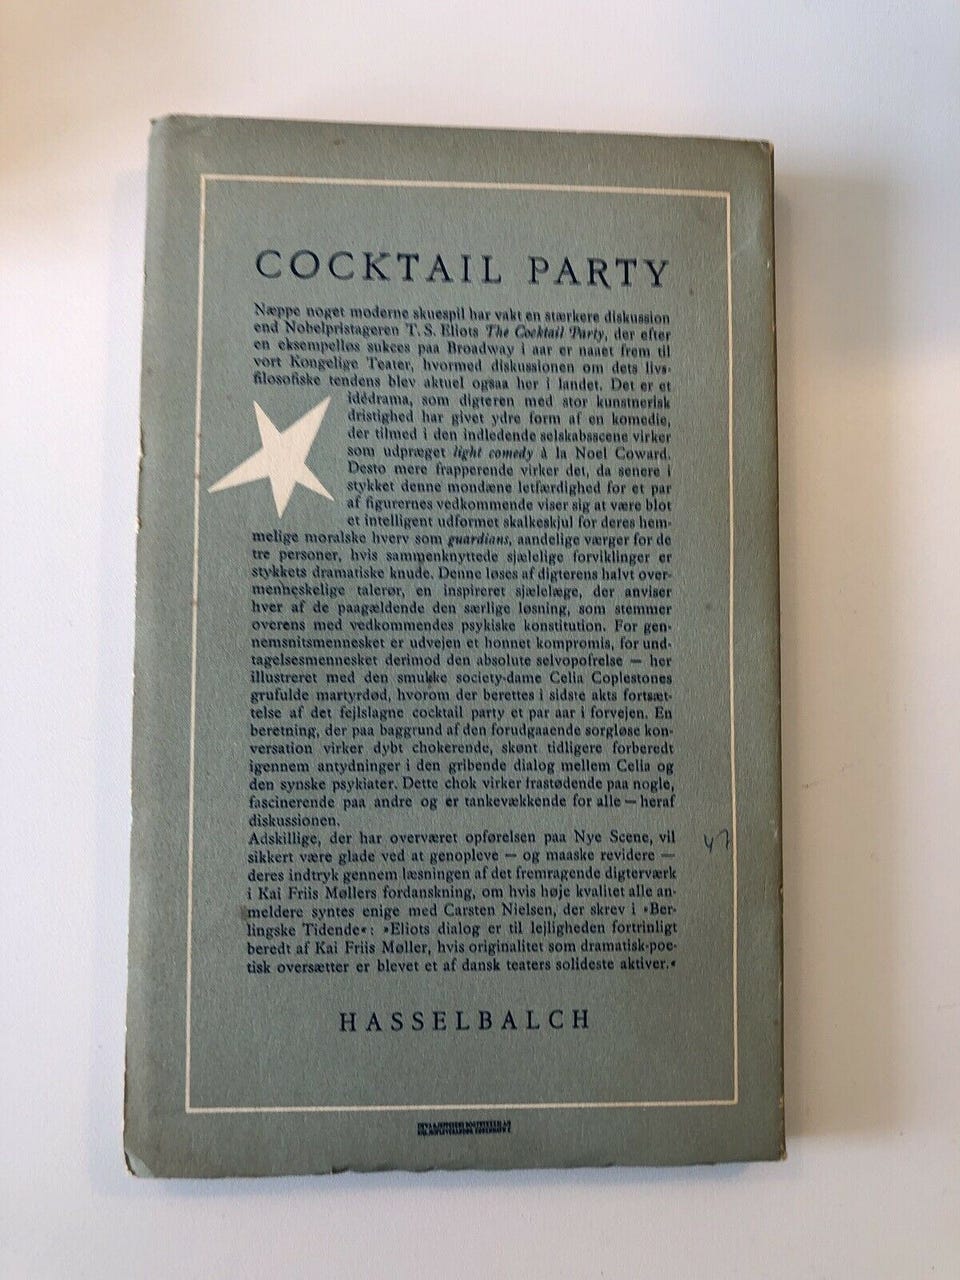 COCKTAIL PARTY
Næppe noget moderne skuespil har vakt en stærkere diskussion
end Nobelpristageren T. S. Eliots The Cocktail Party, der efter
en eksempelløs sukces paa Broadway i aar er naaet frem til
vort Kongelige Teater, hvormed diskussionen om dets livs-
filosofiske tendens blev aktuel ogsaa her i landet. Det er et
idédrama, som digteren med stor kunstnerisk
dristighed har givet ydre form af en komedie,
der tilmed i den indledende selskabsscene virker
som udpræget light comedy à la Noel Coward.
Desto mere frapperende virker det, da senere i
stykket denne mondæne letfærdighed for et par
af figurernes vedkommende viser sig at være blot
et intelligent udformet skalkeskjul for deres hem-
melige moralske hverv som guardians, aandelige værger for de
tre personer, hvis sammenknyttede sjælelige forviklinger er
stykkets dramatiske knude. Denne løses af digterens halvt over-
menneskelige talerør, en inspireret sjælelæge, der anviser
hver af de paagældende den særlige løsning, som stemmer
overens med vedkommendes psykiske konstitution. For gen-
nemsnitsmennesket er udvejen et honnet kompromis, for und-
tagelsesmennesket derimod den absolute selvopofrelse — her
illustreret med den smukke society-dame Celia Coplestones
grufulde martyrdød, hvorom der berettes i sidste akts fortsæt-
telse af det fejlslagne cocktail party et par aar i forvejen. En
beretning, der paa baggrund af den forudgaaende sorgløse kon-
versation virker dybt chokerende, skønt tidligere forberedt
igennem antydninger i den gribende dialog mellem Celia og
den synske psykiater. Dette chok virker frastødende paa nogle,
fascinerende paa andre og er tankevækkende for alle — heraf
diskussionen.
Adskillige, der har overværet opførelsen paa Nye Scene, vil
sikkert være glade ved at genopleve — og maaske revidere —
deres indtryk gennem læsningen af det fremragende digterværk
i Kai Friis Møllers fordanskning, om hvis høje kvalitet alle an-
meldere syntes enige med Carsten Nielsen, der skrev i »Ber-
lingske Tidende«: »Eliots dialog er til lejligheden fortrinligt
beredt af Kai Friis Møller, hvis originalitet som dramatisk-poe-
tisk oversætter er blevet et af dansk teaters solideste aktiver.«
47
HASSELBALCH